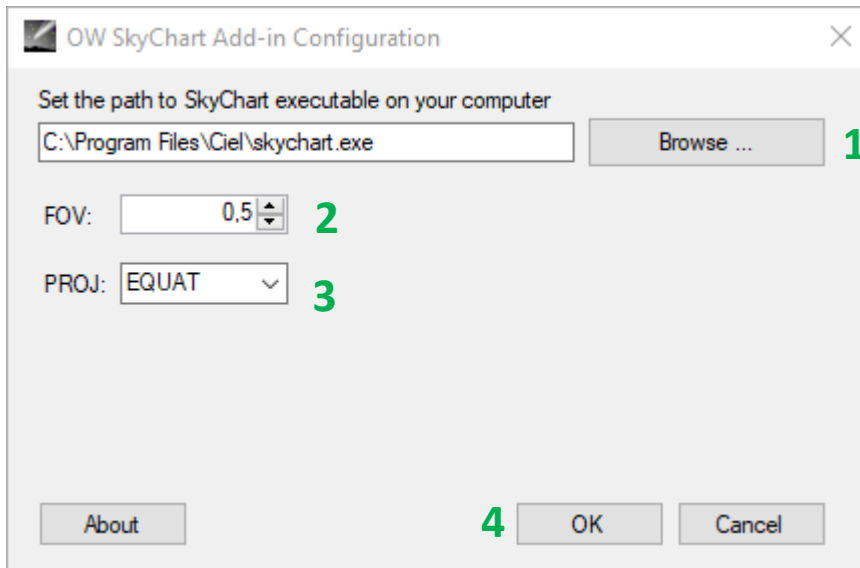 OW SkyChart Add-in Configuration
Set the path to SkyChart executable on your computer
C:\Program Files\Ciel\skychart.exe
Browse ...
1
FOV:
0,5
2
PROJ:
EQUAT
3
About
4
OK
Cancel